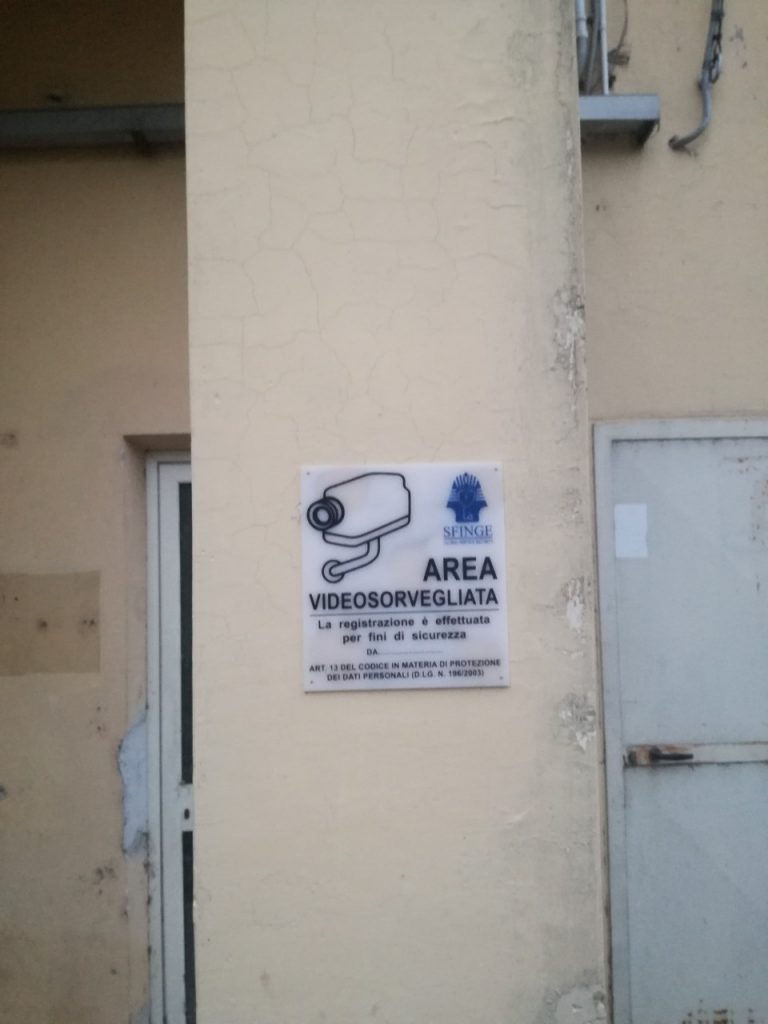 SFINGE
AREA
VIDEOSORVEGLIATA
La registrazione è effettuata
per fini di sicurezza
DA........................
ART. 13 DEL CODICE IN MATERIA DI PROTEZIONE
DEI DATI PERSONALI (D.LG. N. 196/2003)